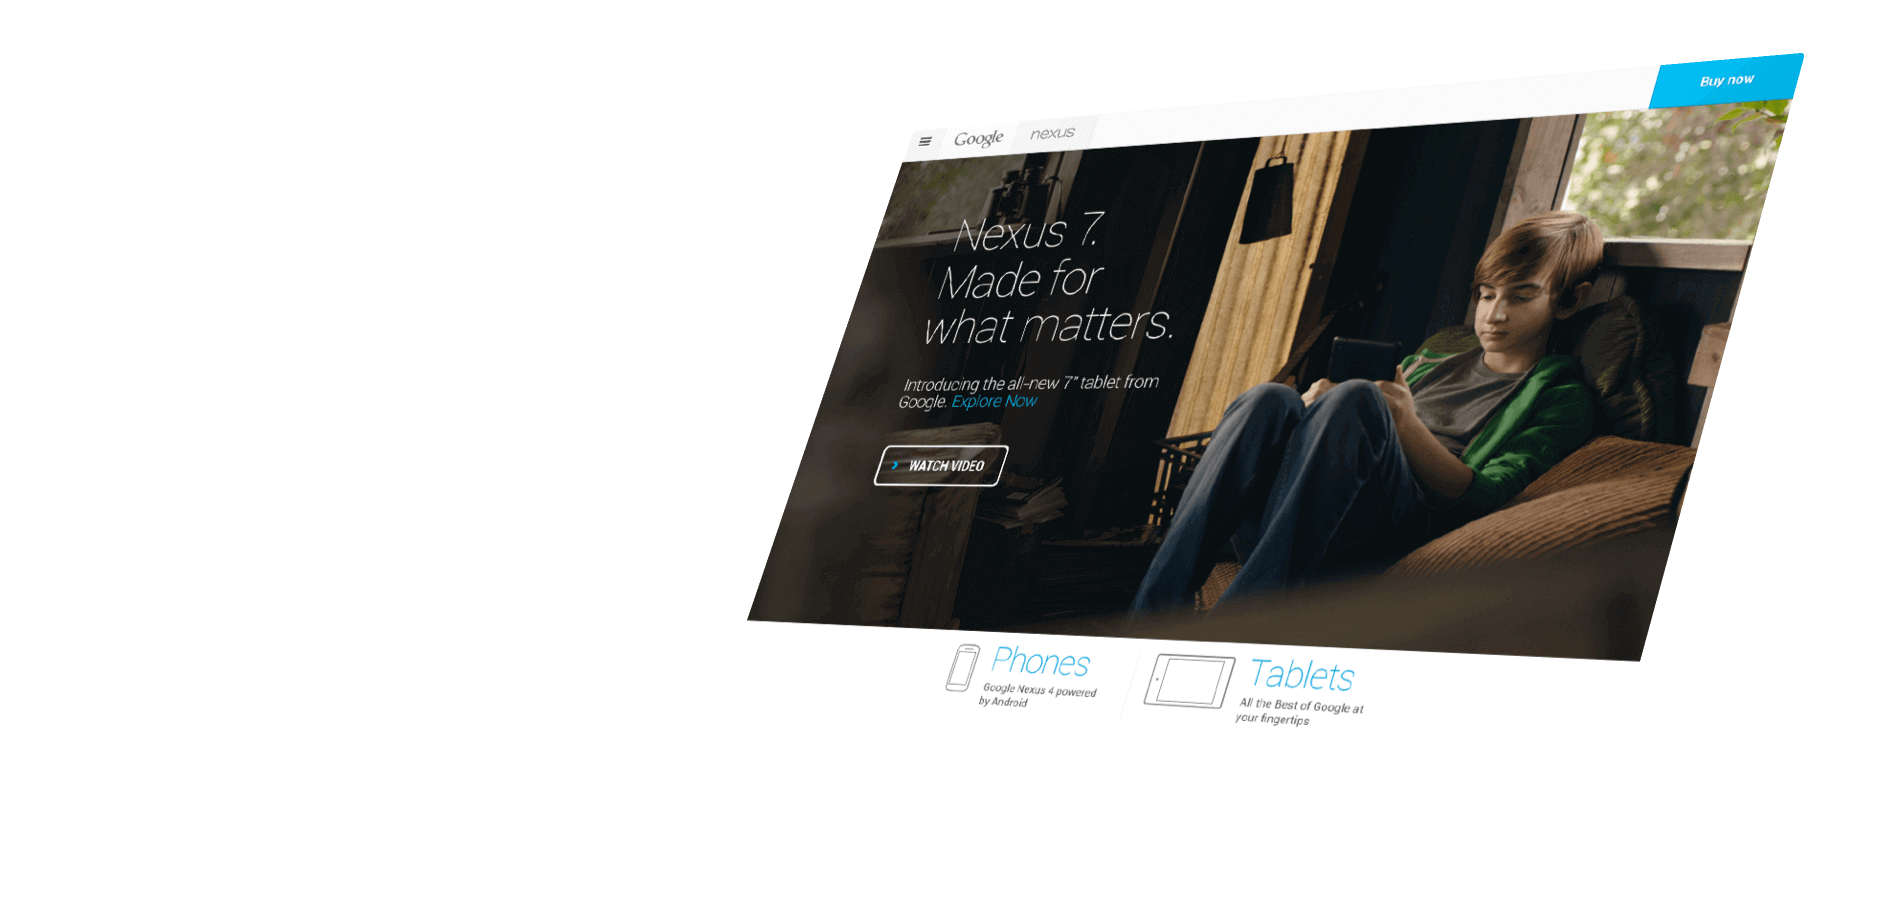 Buy now
Google
nexus
Nexus 7.
Made for
what matters.
Introducing the all-new 7" tablet from
Google. Explore Now
WATCH VIDEO
Phones
Google Nexus 4 powered
by Android
Tablets
All the Best of Google at
your fingertips